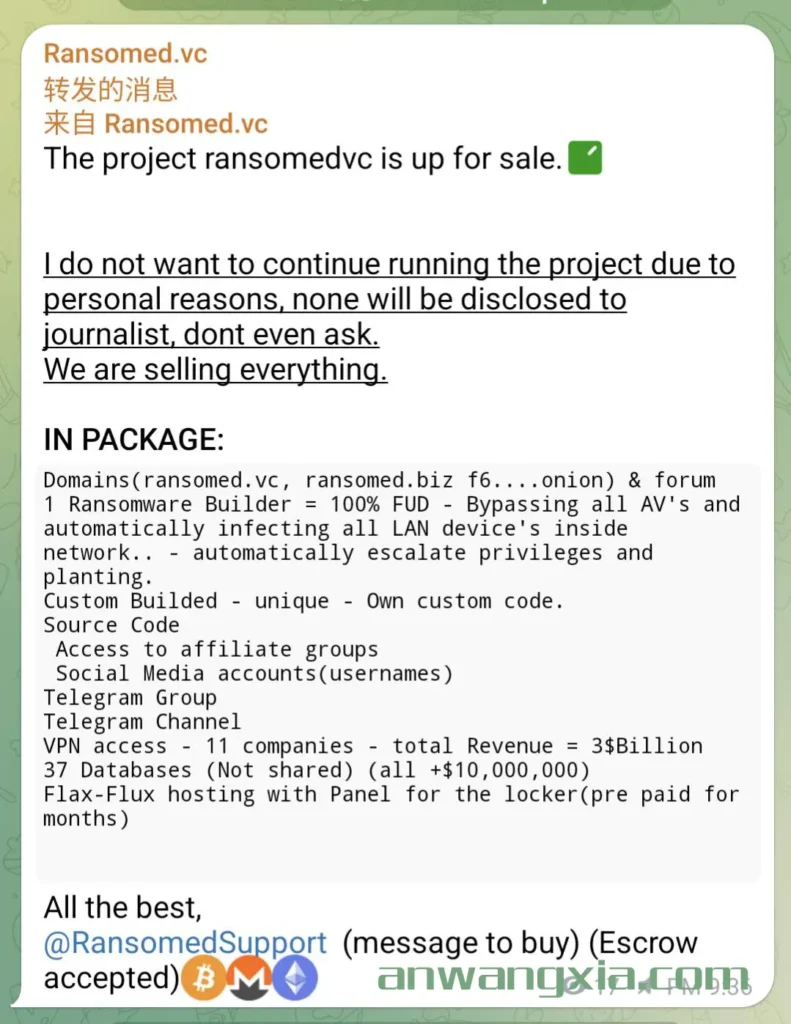 Ransomed.vc
转发的消息
来自 Ransomed.vc
The project ransomedvc is up for sale.
I do not want to continue running the project due to
personal reasons, none will be disclosed to
journalist, dont even ask.
We are selling everything.
IN PACKAGE:
Domains(ransomed.vc, ransomed.biz f6....onion) & forum
1 Ransomware Builder = 100% FUD - Bypassing all AV's and
automatically infecting all LAN device's inside
network.. - automatically escalate privileges and
planting.
Custom Builded - unique - Own custom code.
Source Code
Access to affiliate groups
Social Media accounts(usernames)
Telegram Group
Telegram Channel
VPN access - 11 companies - total Revenue = 3$Billion
37 Databases (Not shared) (all +$10,000,000)
Flax-Flux hosting with Panel for the locker(pre paid for
months)
All the best,
@RansomedSupport (message to buy) (Escrow
accepted)
anwangxia.com
17 PM 9:36